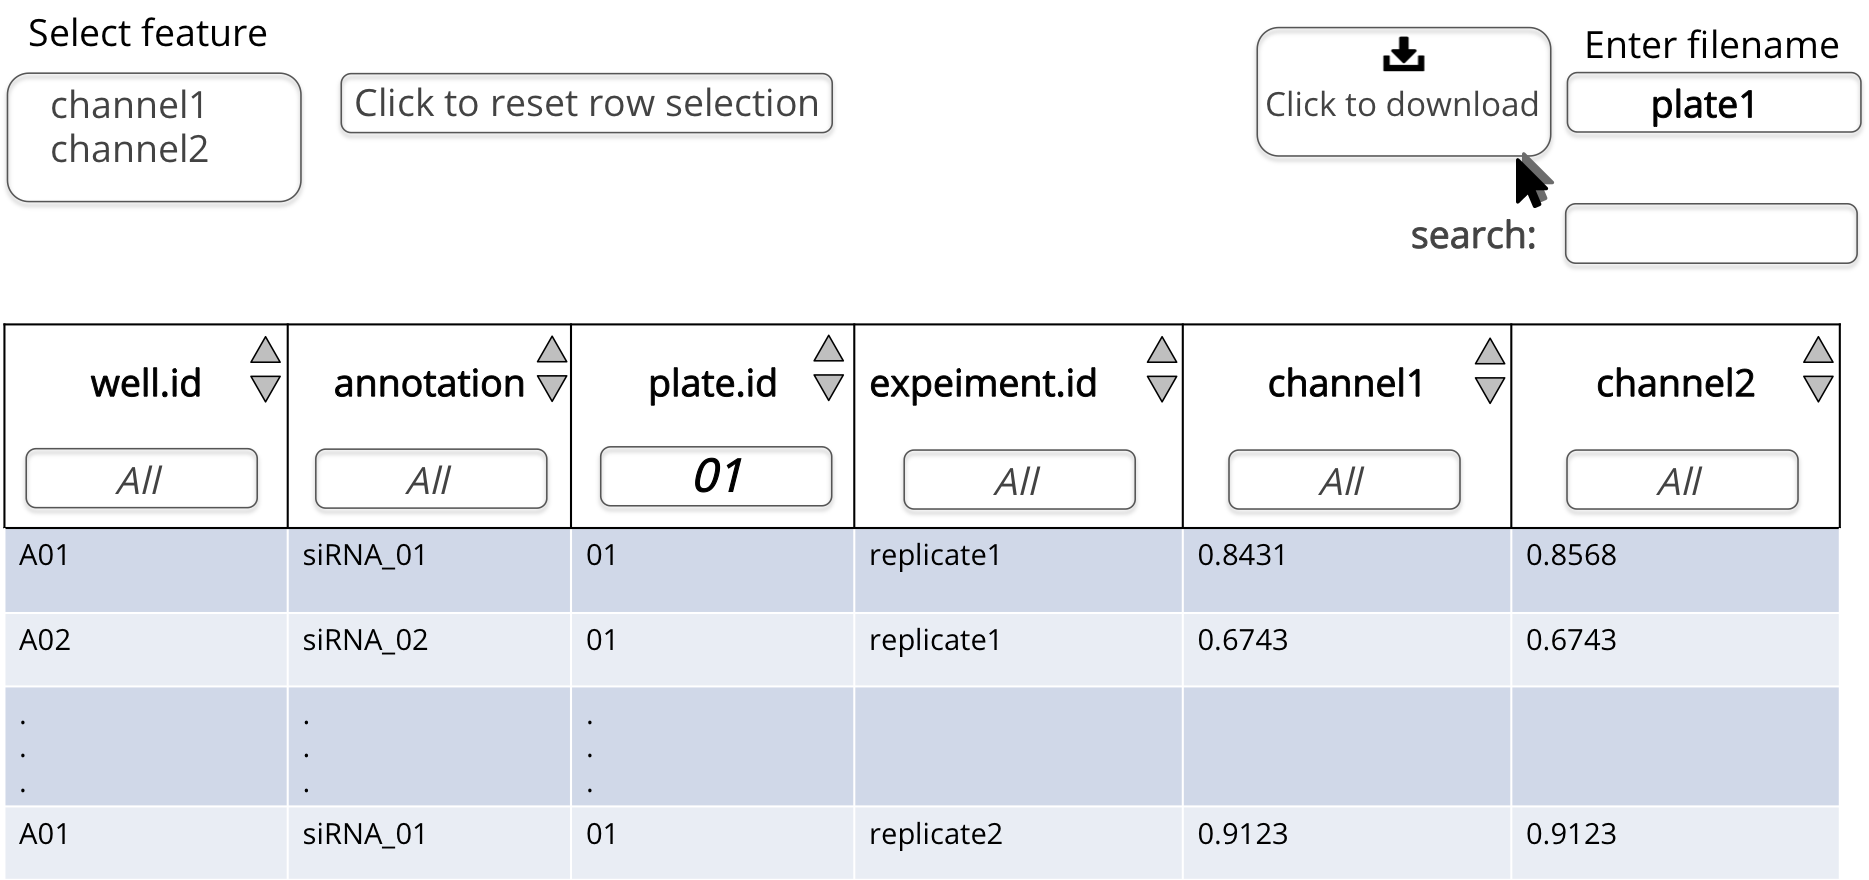 Select feature
channel1
channel2
Click to reset row selection
Click to download
Enter filename
plate1
search:
well.id annotation plate.id expeiment.id channel1 channel2
All All 01 All All All
A01 siRNA_01 01 replicate1 0.8431 0.8568
A02 siRNA_02 01 replicate1 0.6743 0.6743
. . .
. . .
. . .
A01 siRNA_01 01 replicate2 0.9123 0.9123